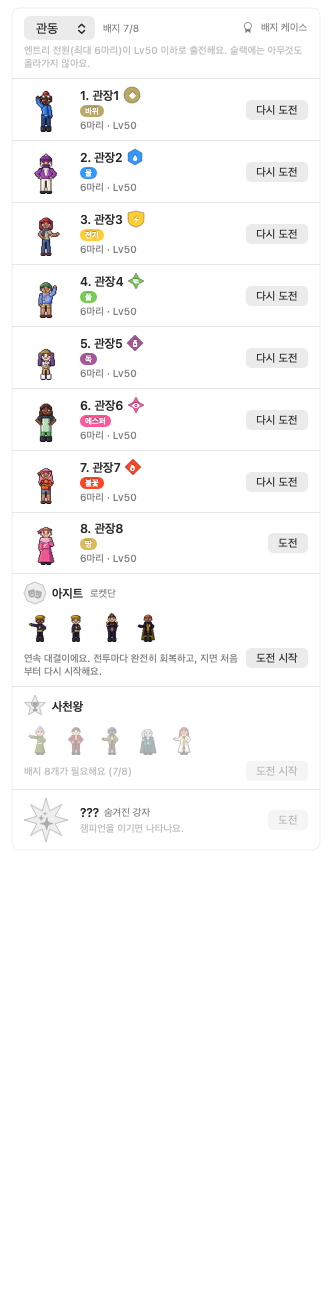 관동
배지 7/8
배지 케이스
엔트리 전원(최대 6마리)이 Lv50 이하로 출전해요. 슬랙에는 아무것도
올라가지 않아요.
1. 관장1
바위
6마리 · Lv50
다시 도전
2. 관장2
물
6마리 · Lv50
다시 도전
3. 관장3
전기
6마리 · Lv50
다시 도전
4. 관장4
풀
6마리 · Lv50
다시 도전
5. 관장5
독
6마리 · Lv50
다시 도전
6. 관장6
에스퍼
6마리 · Lv50
다시 도전
7. 관장7
불꽃
6마리 · Lv50
다시 도전
8. 관장8
땅
6마리 · Lv50
도전
아지트 로켓단
연속 대결이에요. 전투마다 완전히 회복하고, 지면 처음
부터 다시 시작해요.
도전 시작
사천왕
배지 8개가 필요해요 (7/8)
도전 시작
??? 숨겨진 강자
챔피언을 이기면 나타나요.
도전